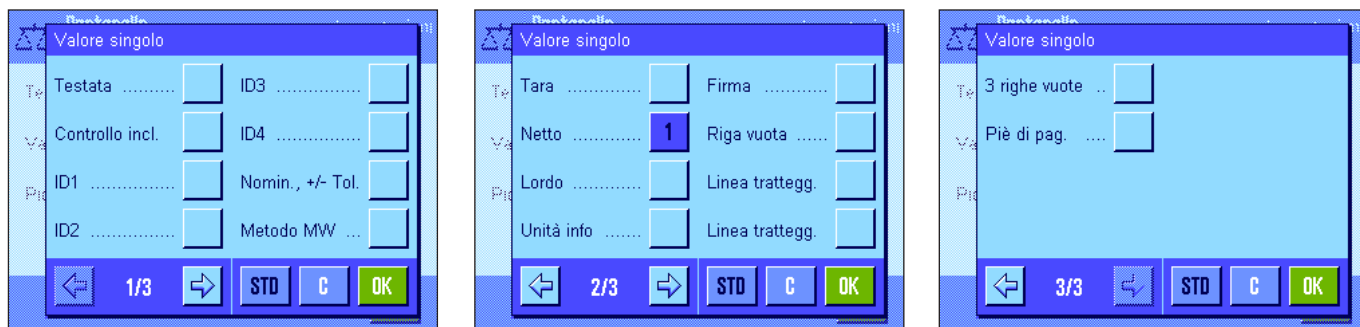 Valore singolo
Testata .......... ID3 ..............
Controllo incl. ID4 ..............
ID1 .............. Nomin., +/- Tol.
ID2 .............. Metodo MW ...
1/3 STD C OK
Valore singolo
Tara ............ Firma ............
Netto ............. 1 Riga vuota ......
Lordo ............. Linea trattegg.
Unità info ....... Linea trattegg.
2/3 STD C OK
Valore singolo
3 righe vuote ..
Piè di pag. ....
3/3 STD C OK